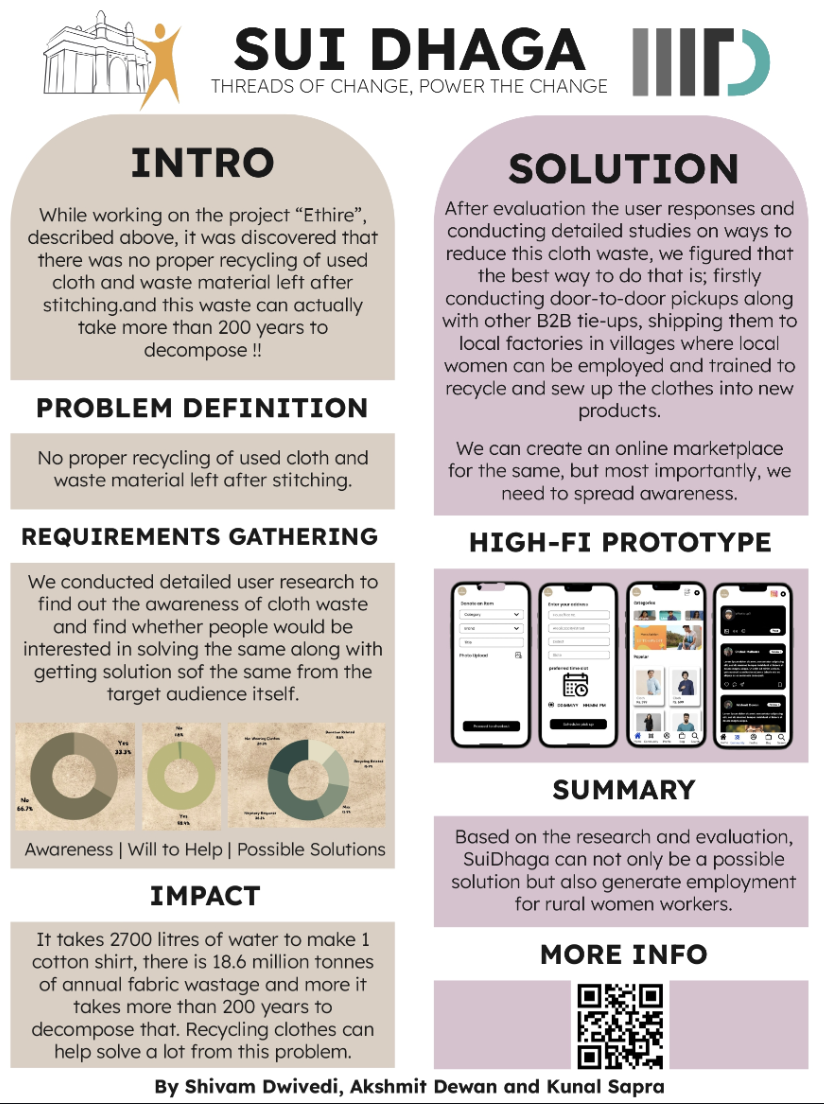 SUI DHAGA
THREADS OF CHANGE, POWER THE CHANGE
INTRO
While working on the project “Ethire”,
described above, it was discovered that
there was no proper recycling of used
cloth and waste material left after
stitching.and this waste can actually
take more than 200 years to
decompose !!
PROBLEM DEFINITION
No proper recycling of used cloth and
waste material left after stitching.
REQUIREMENTS GATHERING
We conducted detailed user research to
find out the awareness of cloth waste
and find whether people would be
interested in solving the same along with
getting solution sof the same from the
target audience itself.
Yes
33.3%
No
66.7%
No
Yes
Awareness | Will to Help | Possible Solutions
IMPACT
It takes 2700 litres of water to make 1
cotton shirt, there is 18.6 million tonnes
of annual fabric wastage and more it
takes more than 200 years to
decompose that. Recycling clothes can
help solve a lot from this problem.
SOLUTION
After evaluation the user responses and
conducting detailed studies on ways to
reduce this cloth waste, we figured that
the best way to do that is; firstly
conducting door-to-door pickups along
with other B2B tie-ups, shipping them to
local factories in villages where local
women can be employed and trained to
recycle and sew up the clothes into new
products.
We can create an online marketplace
for the same, but most importantly, we
need to spread awareness.
HIGH-FI PROTOTYPE
Donate an item
Category
Brand
Title
Photo Upload
Enter your address
preferred timeslot
DD/MM/YY HH:MM PM
Categories
Popular
SUMMARY
Based on the research and evaluation,
SuiDhaga can not only be a possible
solution but also generate employment
for rural women workers.
MORE INFO
By Shivam Dwivedi, Akshmit Dewan and Kunal Sapra